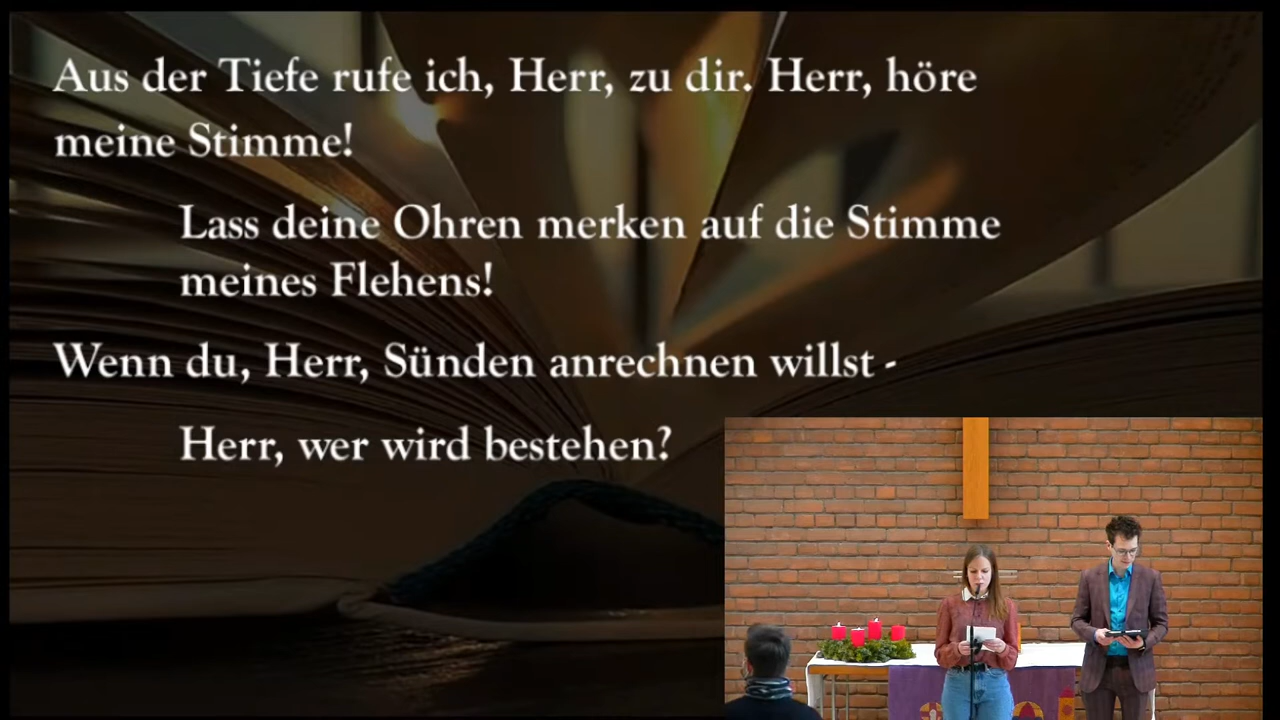 Aus der Tiefe rufe ich, Herr, zu dir. Herr, höre
meine Stimme!
Lass deine Ohren merken auf die Stimme
meines Flehens!
Wenn du, Herr, Sünden anrechnen willst -
Herr, wer wird bestehen?